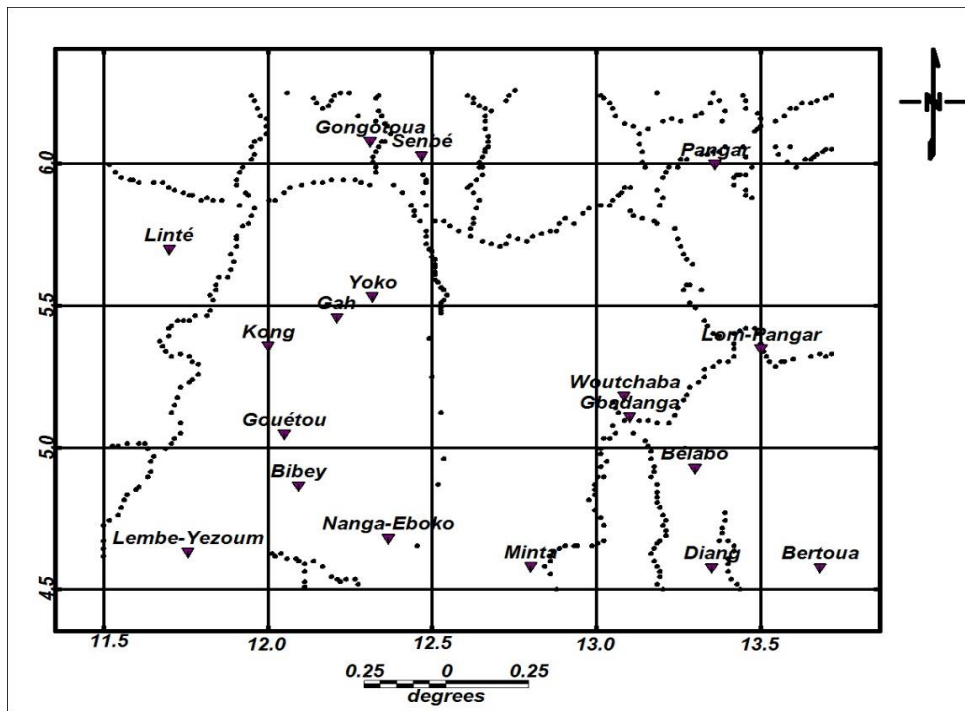 N
Gongotoua
Senbé
Pangar
6.0
Linté
Yoko
Gah
5.5
Kong
Lom-Pangar
Woutchaba
Gbadanga
Gouétou
5.0
Belabo
Bibey
Nanga-Eboko
Lembe-Yezoum
Minta
Diang
Bertoua
4.5
11.5 12.0 12.5 13.0 13.5
0.25 0 0.25
degrees